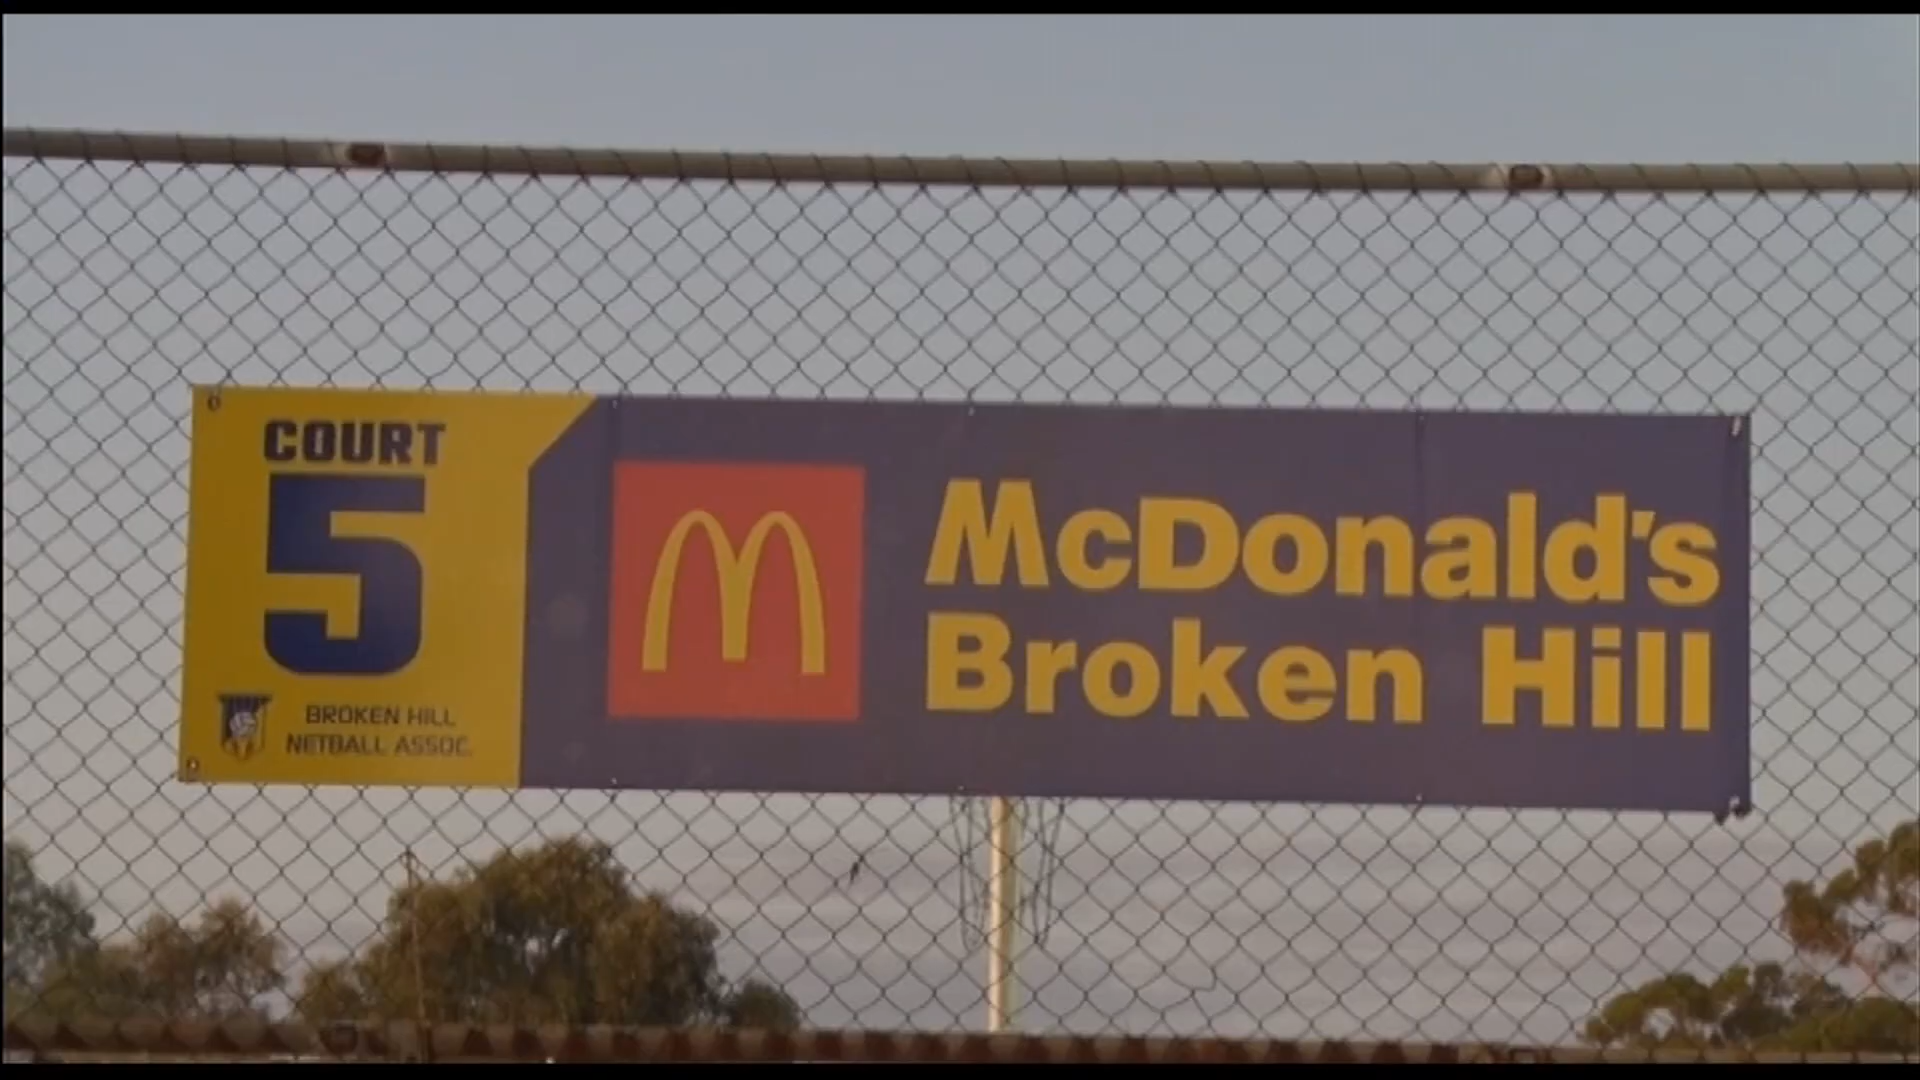 COURT
5
BROKEN HILL
NETBALL ASSOC.
McDonald's
Broken Hill